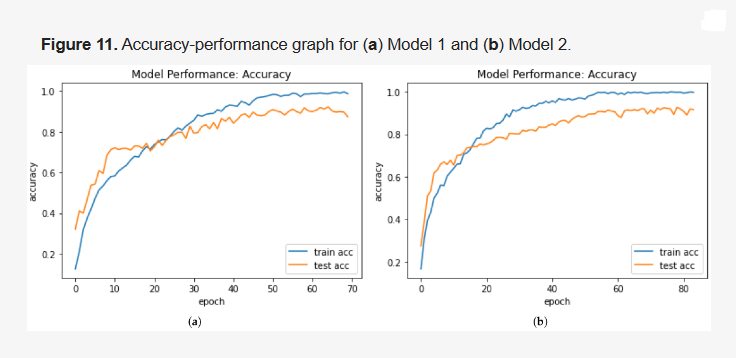 Figure 11. Accuracy-performance graph for (a) Model 1 and (b) Model 2.
Model Performance: Accuracy
1.0
0.8
0.6
0.4
0.2
accuracy
0 10 20 30 40 50 60 70
epoch
train acc
test acc
(a)
Model Performance: Accuracy
1.0
0.8
0.6
0.4
0.2
accuracy
0 20 40 60 80
epoch
train acc
test acc
(b)